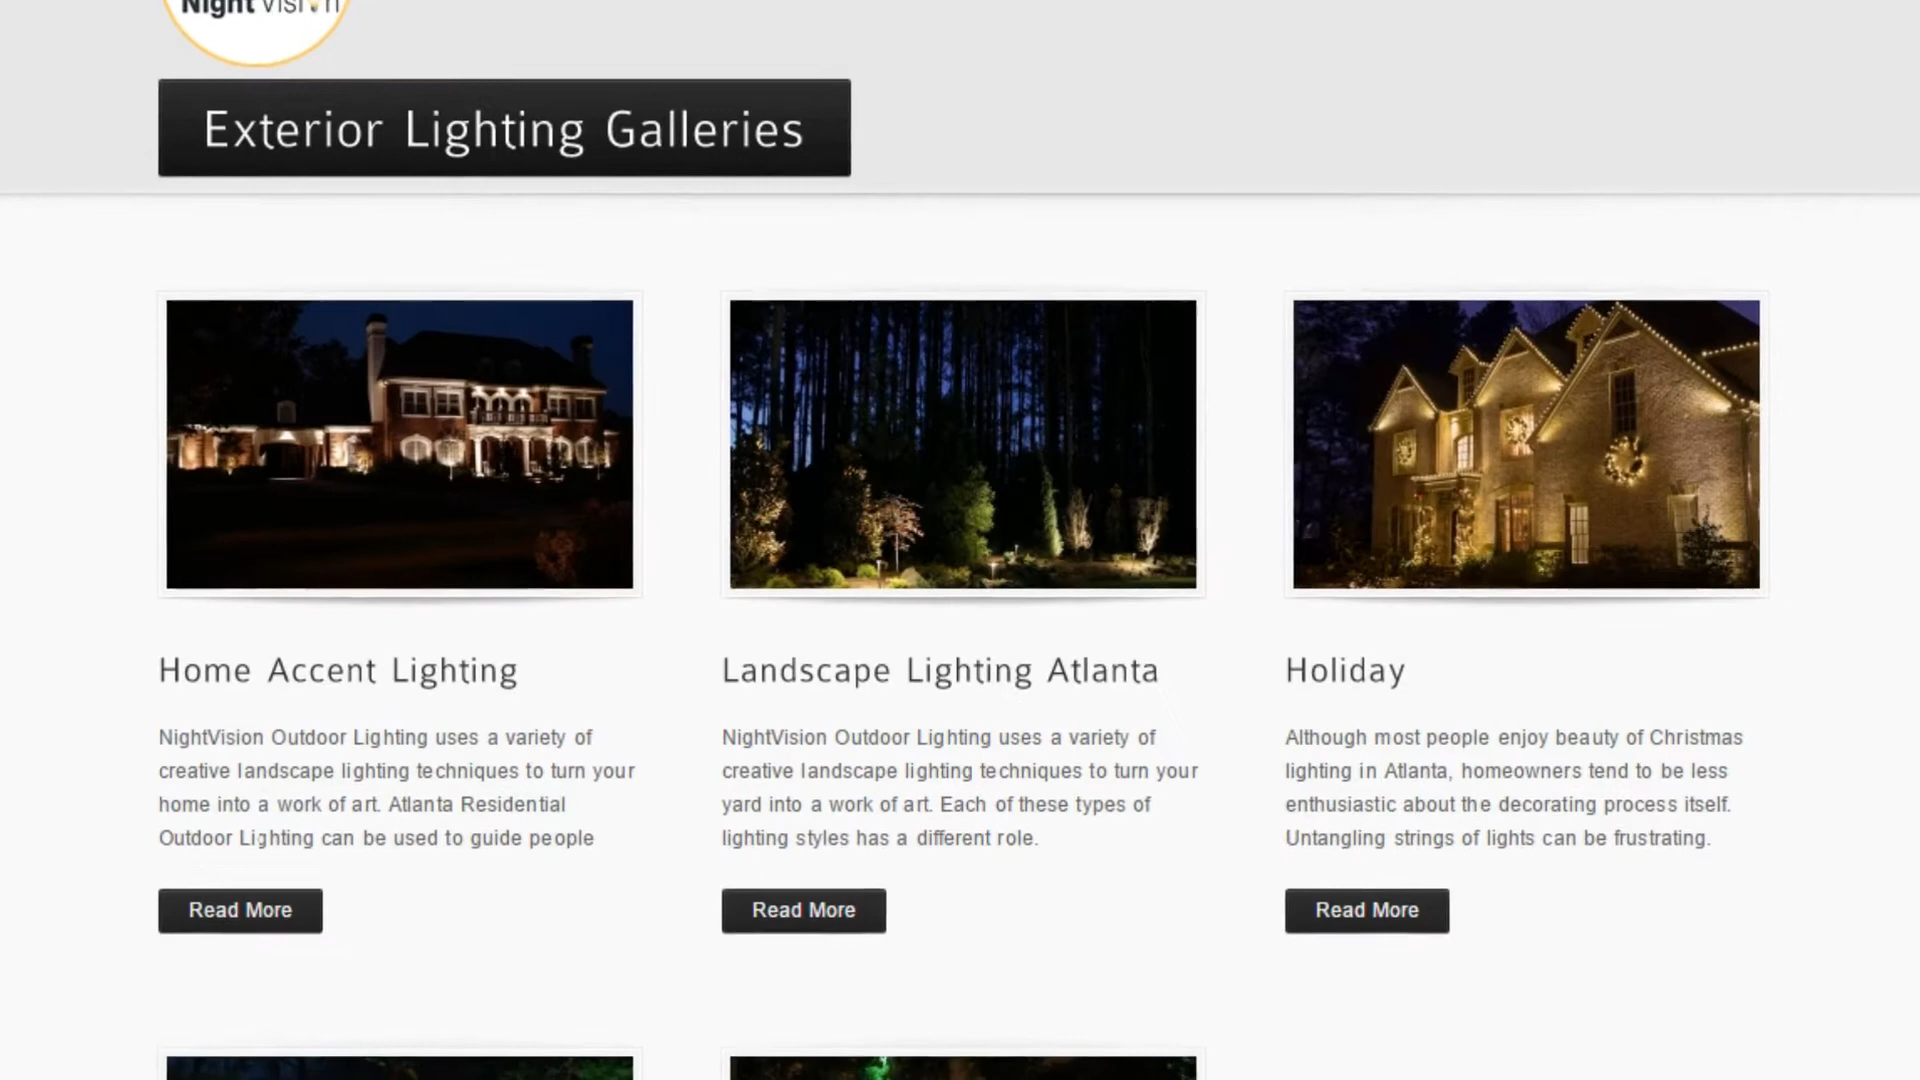 Night Vision
Exterior Lighting Galleries
Home Accent Lighting
NightVision Outdoor Lighting uses a variety of
creative landscape lighting techniques to turn your
home into a work of art. Atlanta Residential
Outdoor Lighting can be used to guide people
Read More
Landscape Lighting Atlanta
NightVision Outdoor Lighting uses a variety of
creative landscape lighting techniques to turn your
yard into a work of art. Each of these types of
lighting styles has a different role.
Read More
Holiday
Although most people enjoy beauty of Christmas
lighting in Atlanta, homeowners tend to be less
enthusiastic about the decorating process itself.
Untangling strings of lights can be frustrating.
Read More